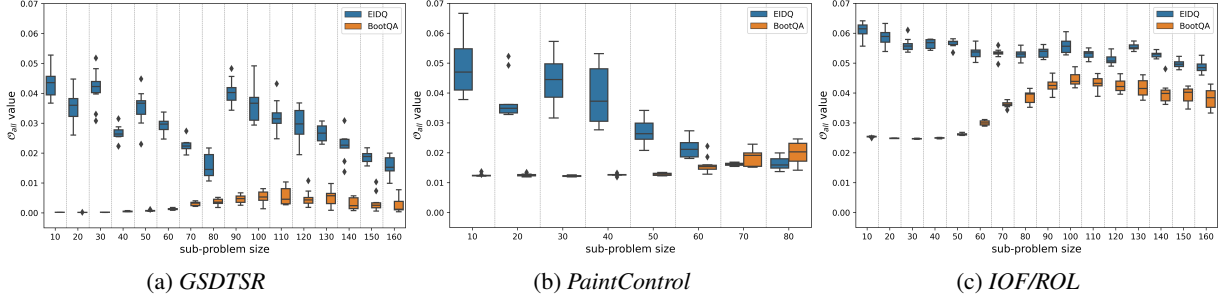 0.07
0.06
0.05
0.04
0.03
0.02
0.01
0.00
𝒪all value
EIDQ
BootQA
10 20 30 40 50 60 70 80 90 100 110 120 130 140 150 160
sub-problem size
(a) GSDTSR
0.07
0.06
0.05
0.04
0.03
0.02
0.01
0.00
𝒪all value
EIDQ
BootQA
10 20 30 40 50 60 70 80
sub-problem size
(b) PaintControl
0.07
0.06
0.05
0.04
0.03
0.02
0.01
0.00
𝒪all value
EIDQ
BootQA
10 20 30 40 50 60 70 80 90 100 110 120 130 140 150 160
sub-problem size
(c) IOF/ROL